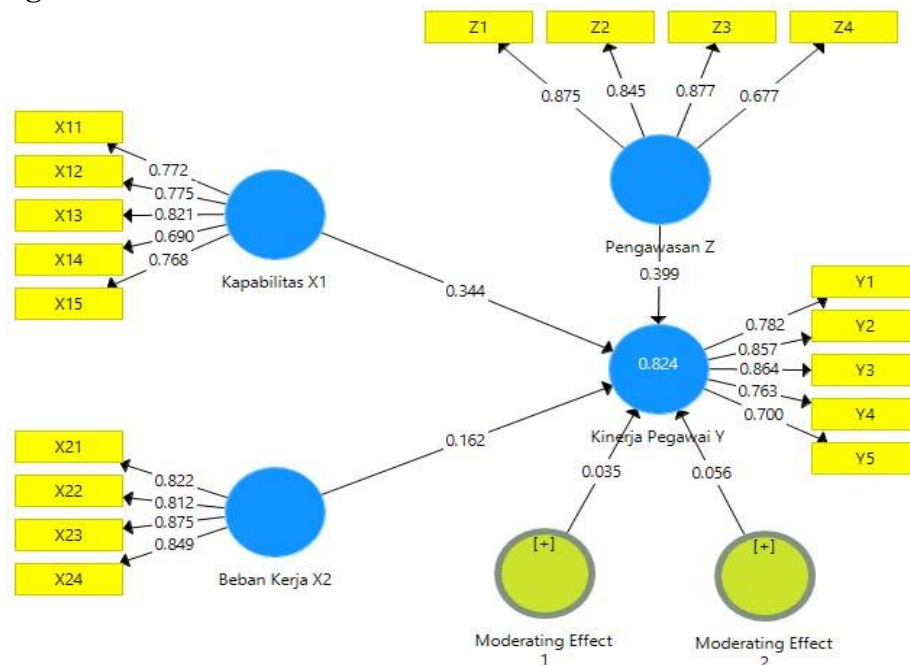 Z1 Z2 Z3 Z4
0.875 0.845 0.877 0.677
X11
X12
X13
X14
X15
0.772
0.775
0.821
0.690
0.768
Kapabilitas X1
Pengawasan Z
0.399
0.344
Y1
Y2
Y3
Y4
Y5
0.782
0.857
0.864
0.763
0.700
0.824
Kinerja Pegawai Y
0.162
X21
X22
X23
X24
0.822
0.812
0.875
0.849
Beban Kerja X2
0.035
0.056
[+]
[+]
Moderating Effect
1
Moderating Effect
2